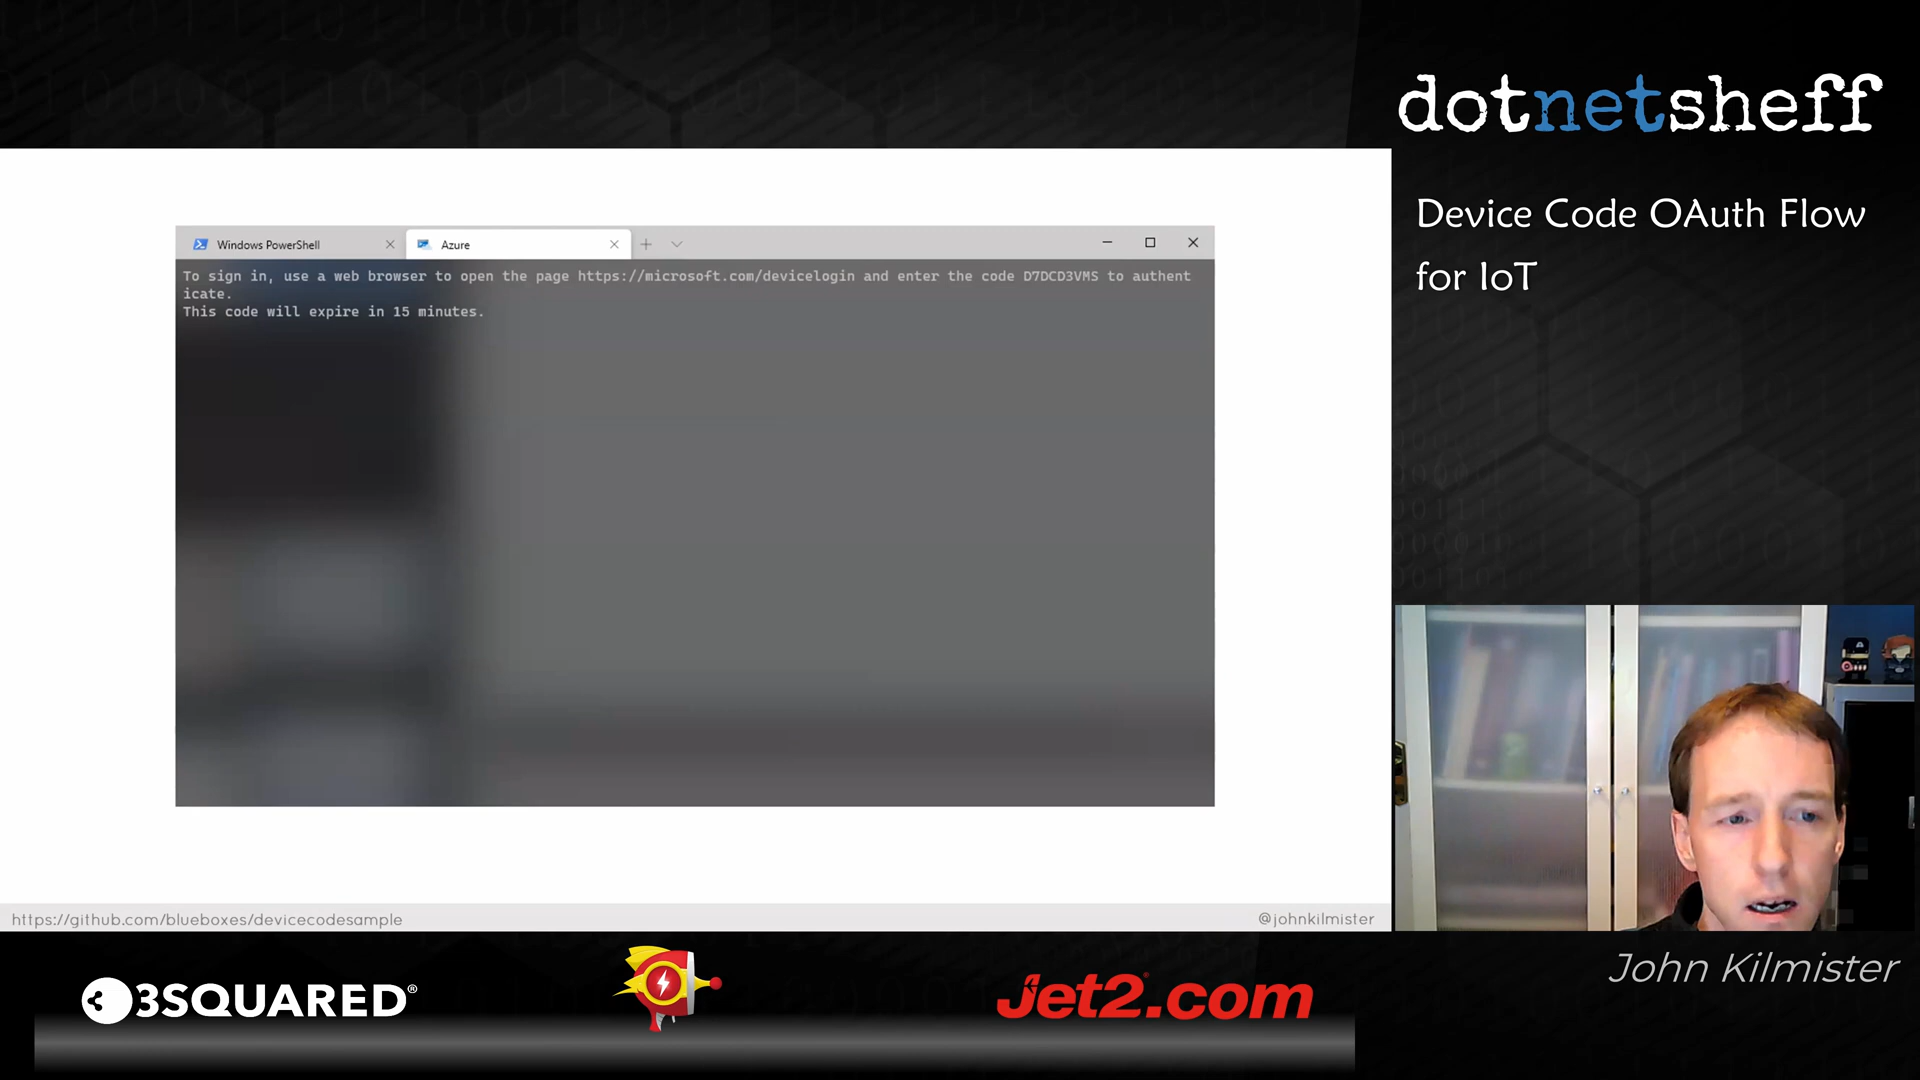 dotnetsheff
Device Code OAuth Flow
for IoT
Windows PowerShell
Azure
To sign in, use a web browser to open the page https://microsoft.com/devicelogin and enter the code D7DCD3VMS to authent
icate.
This code will expire in 15 minutes.
https://github.com/blueboxes/devicecodesample
@johnkilmister
John Kilmister
3SQUARED®
Jet2.com